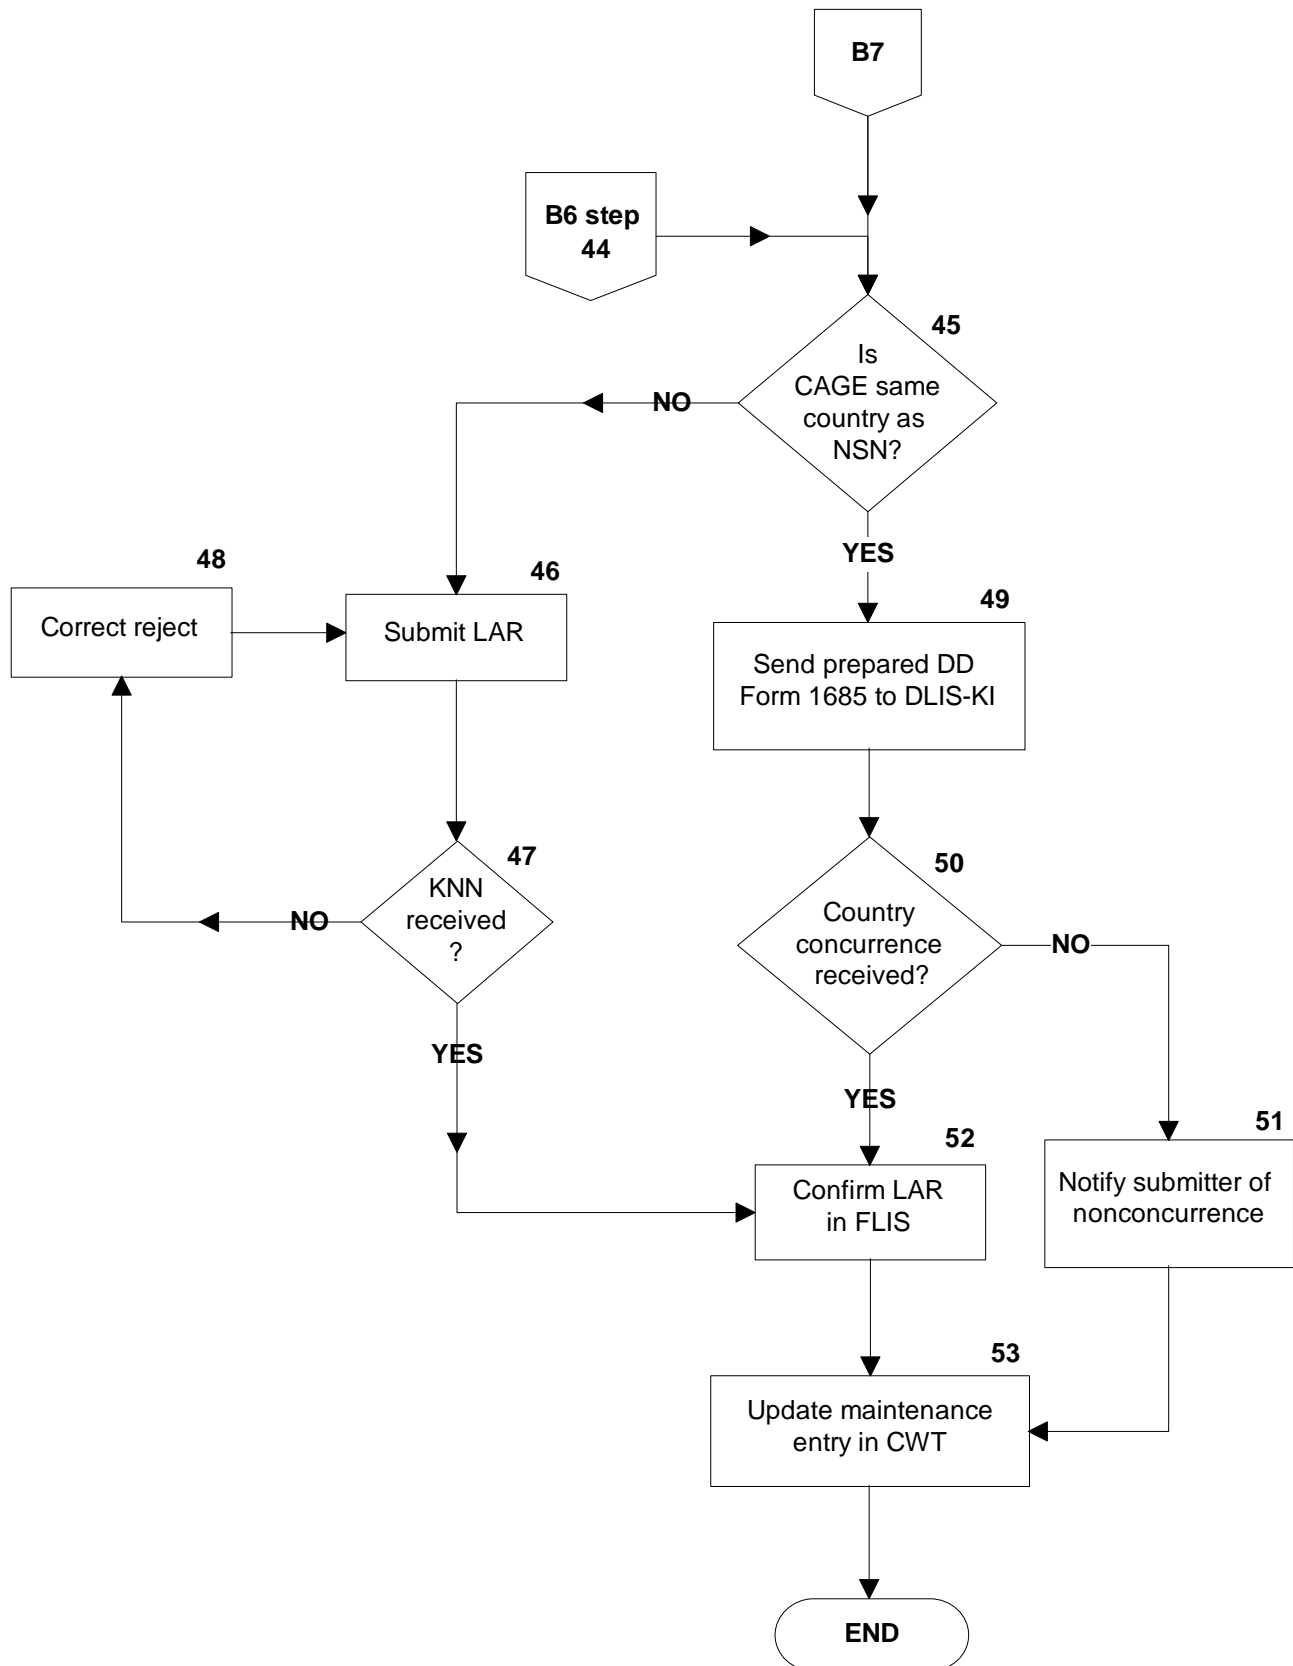 B7
B6 step
44
45
Is
CAGE same
country as
NSN?
NO
YES
48
Correct reject
46
Submit LAR
49
Send prepared DD
Form 1685 to DLIS-KI
47
KNN
received
?
NO
YES
50
Country
concurrence
received?
NO
YES
51
Notify submitter of
nonconcurrence
52
Confirm LAR
in FLIS
53
Update maintenance
entry in CWT
END